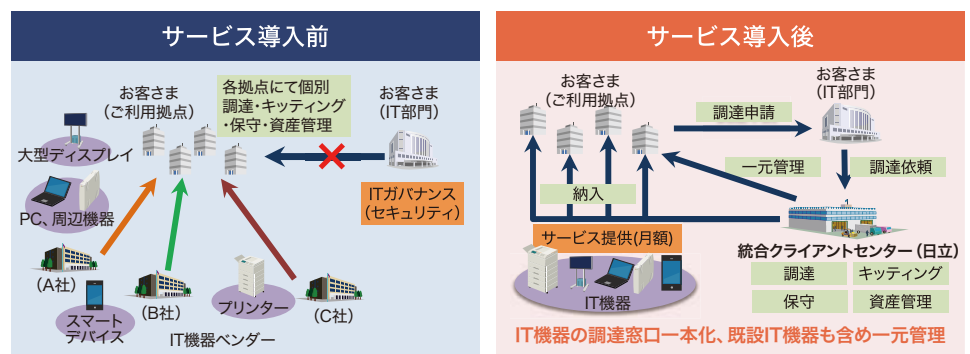 サービス導入前
お客さま
(ご利用拠点)
各拠点にて個別
調達・キッティング
・保守・資産管理
お客さま
(IT部門)
大型ディスプレイ
ITガバナンス
(セキュリティ)
PC、周辺機器
(A社)
スマート
デバイス
(B社)
プリンター
(C社)
IT機器ベンダー
サービス導入後
お客さま
(ご利用拠点)
調達申請
お客さま
(IT部門)
一元管理
調達依頼
納入
サービス提供(月額)
IT機器
統合クライアントセンター(日立)
調達
キッティング
保守
資産管理
IT機器の調達窓口一本化、既設IT機器も含め一元管理